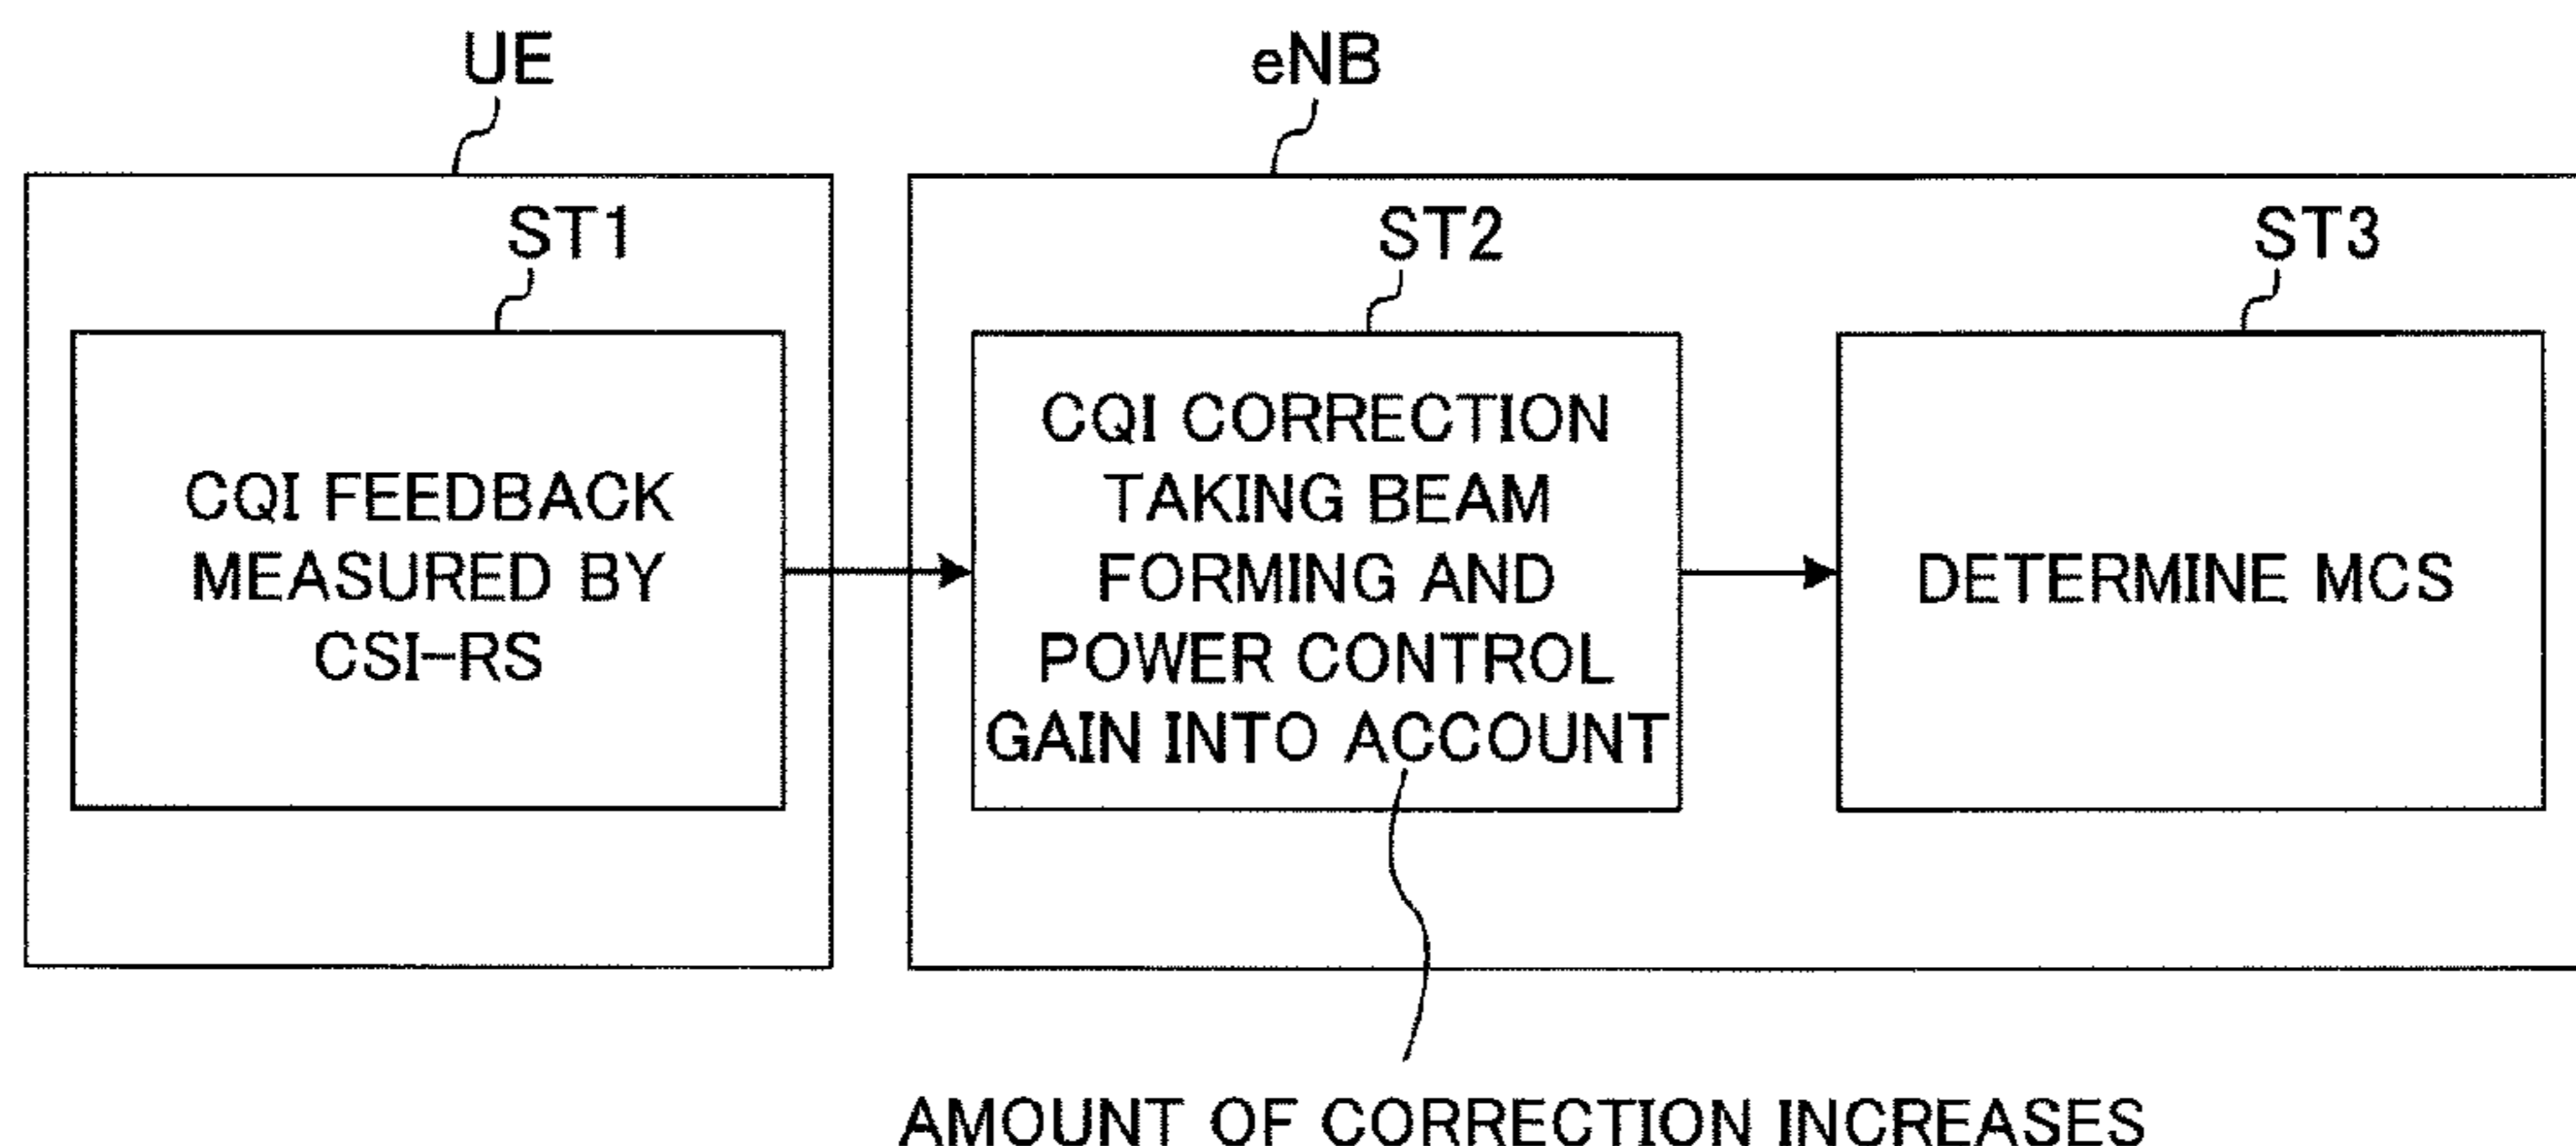 UE
eNB
ST1
ST2
ST3
CQI FEEDBACK
MEASURED BY
CSI-RS
CQI CORRECTION
TAKING BEAM
FORMING AND
POWER CONTROL
GAIN INTO ACCOUNT
DETERMINE MCS
AMOUNT OF CORRECTION INCREASES